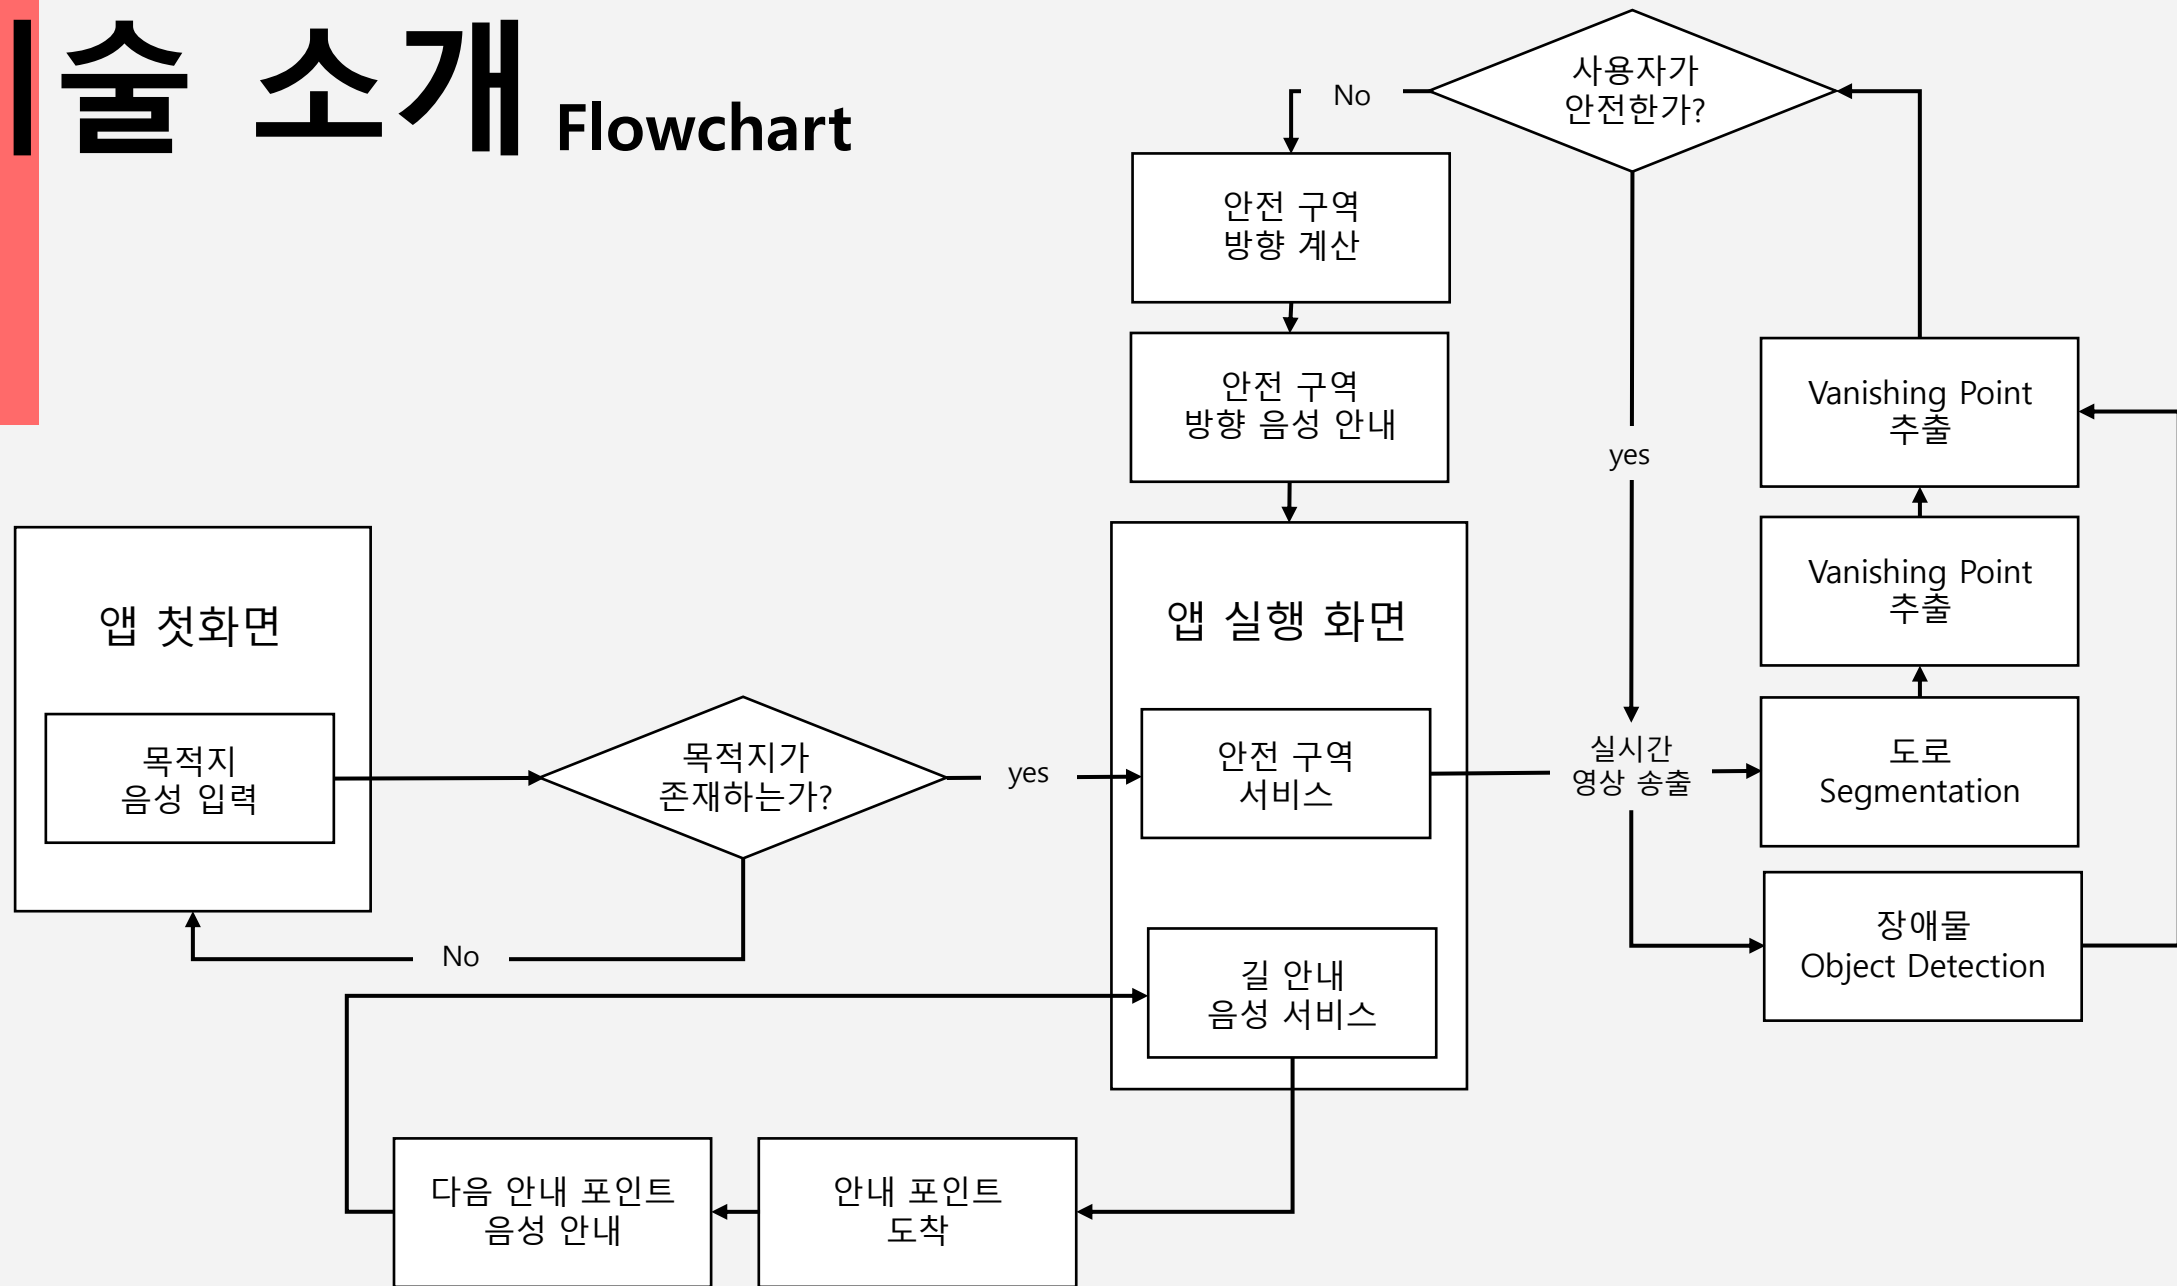 술 소개 Flowchart
사용자가
안전한가?
No
안전 구역
방향 계산
안전 구역
방향 음성 안내
yes
Vanishing Point
추출
Vanishing Point
추출
앱 첫화면
목적지
음성 입력
목적지가
존재하는가?
yes
No
앱 실행 화면
안전 구역
서비스
실시간
영상 송출
도로
Segmentation
장애물
Object Detection
길 안내
음성 서비스
다음 안내 포인트
음성 안내
안내 포인트
도착